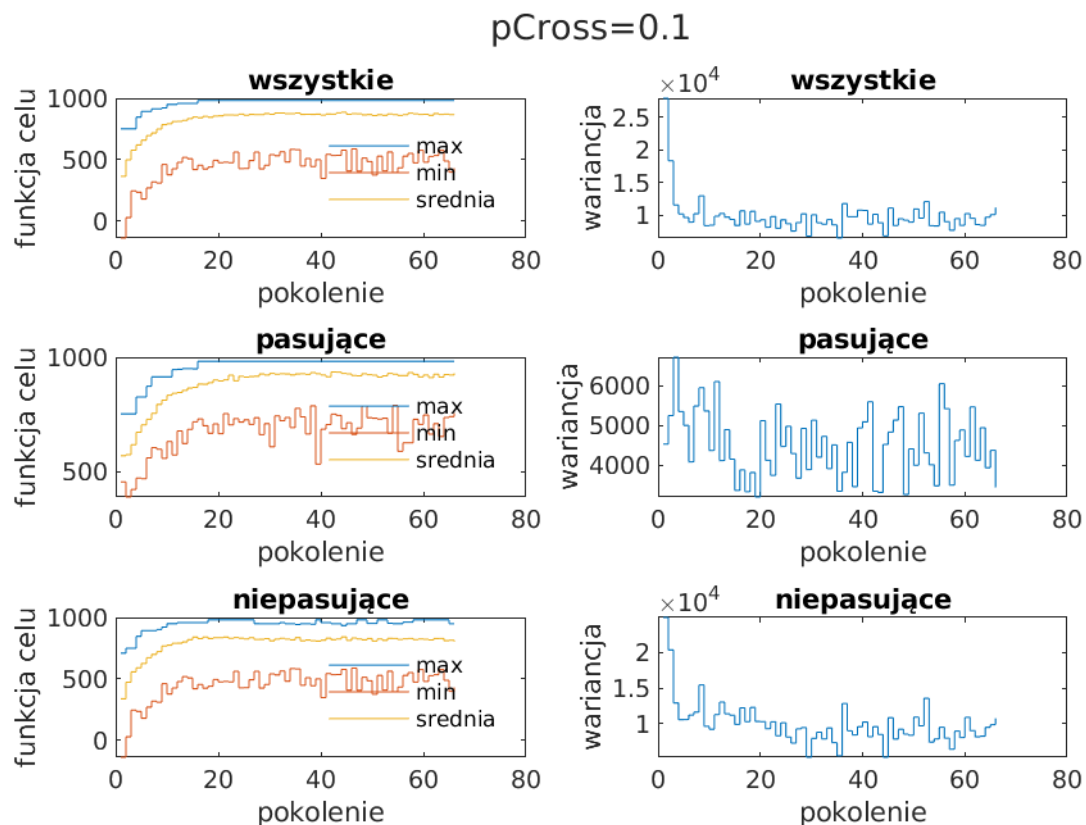 pCross=0.1
wszystkie
funkcja celu
1000
500
0
max
min
srednia
0 20 40 60 80
pokolenie
×10⁴ wszystkie
wariancja
2.5
2
1.5
1
0 20 40 60 80
pokolenie
pasujące
funkcja celu
1000
500
max
min
srednia
0 20 40 60 80
pokolenie
pasujące
wariancja
6000
5000
4000
0 20 40 60 80
pokolenie
niepasujące
funkcja celu
1000
500
0
max
min
srednia
0 20 40 60 80
pokolenie
×10⁴ niepasujące
wariancja
2
1.5
1
0 20 40 60 80
pokolenie